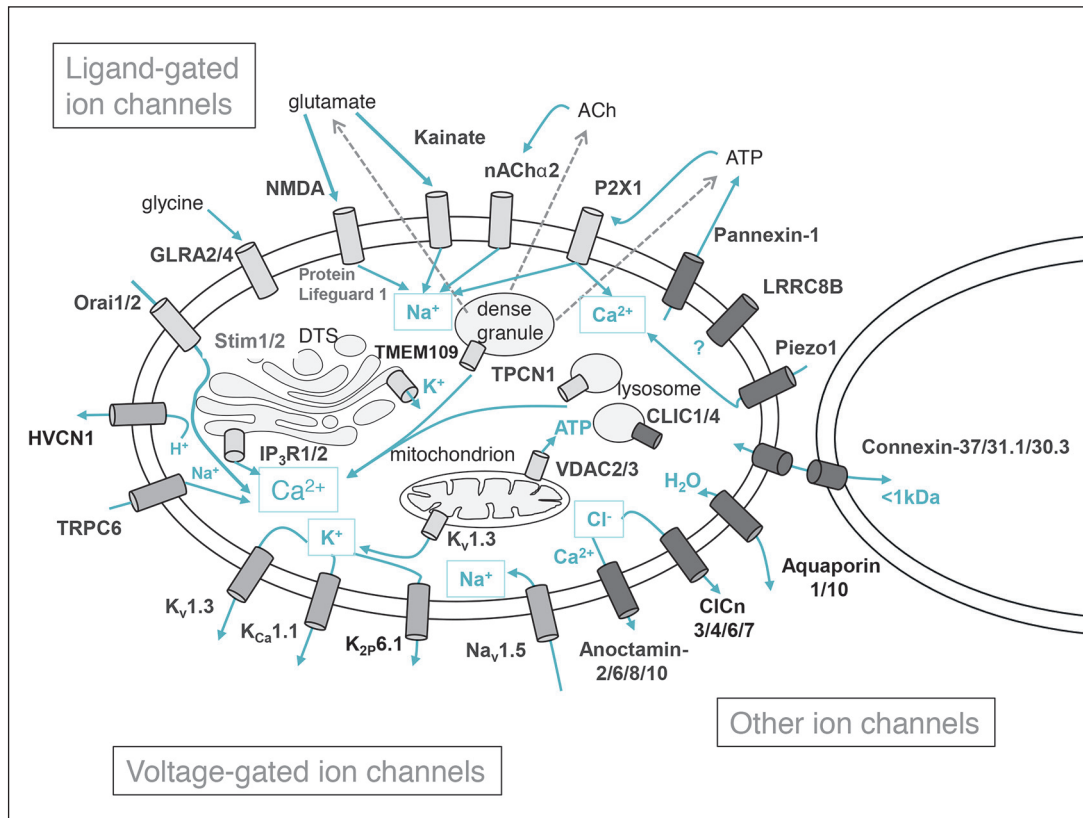 Ligand-gated
ion channels
glutamate
ACh
Kainate
nAChα2
ATP
NMDA
P2X1
glycine
Pannexin-1
GLRA2/4
Protein
Lifeguard 1
LRRC8B
Orai1/2
Na⁺
dense
granule
Ca²⁺
Stim1/2
DTS
TMEM109
?
Piezo1
K⁺
TPCN1
lysosome
CLIC1/4
HVCN1
H⁺
ATP
IP₃R1/2
mitochondrion
VDAC2/3
Connexin-37/31.1/30.3
Na⁺
Ca²⁺
H₂O
<1kDa
TRPC6
Cl⁻
K⁺
Kᵥ1.3
Ca²⁺
Na⁺
Aquaporin
1/10
Kᵥ1.3
K_Ca1.1
K_2P6.1
Naᵥ1.5
Anoctamin-
2/6/8/10
ClCn
3/4/6/7
Other ion channels
Voltage-gated ion channels